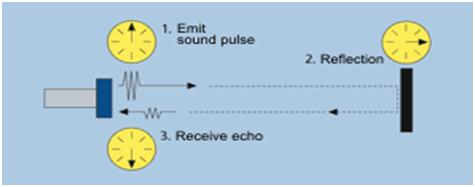 1. Emit
sound pulse
2. Reflection
3. Receive echo